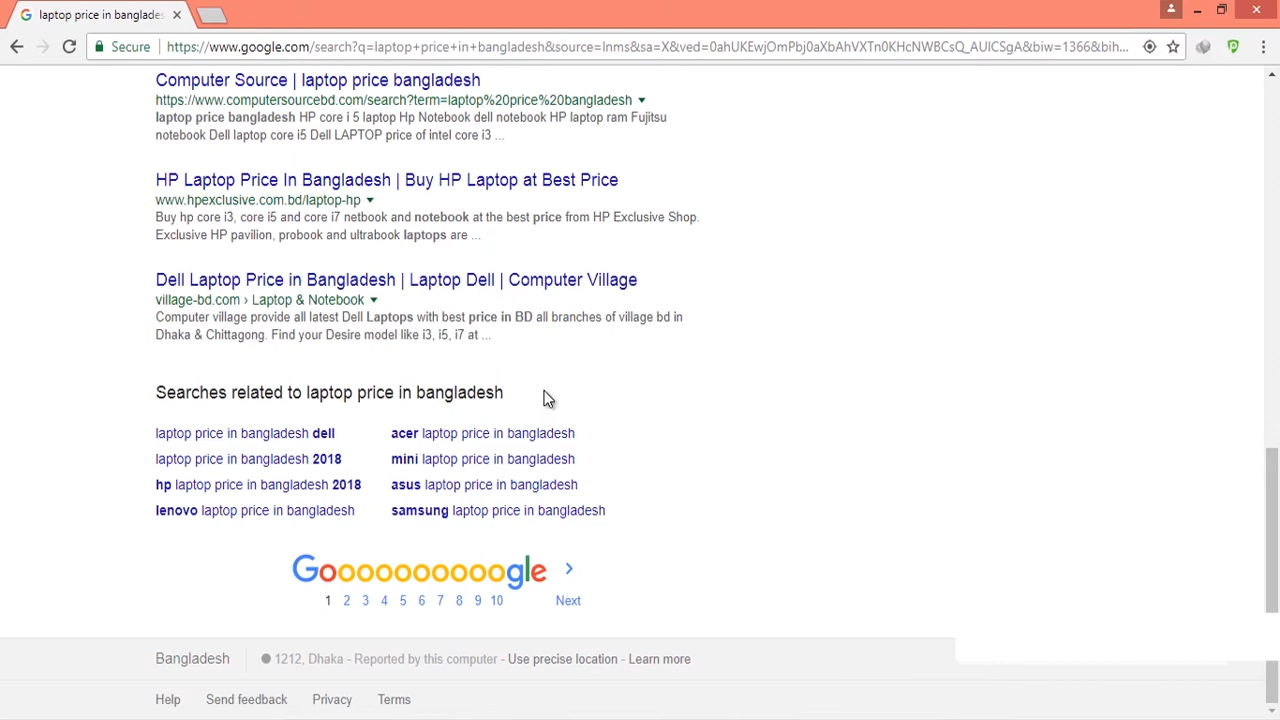 laptop price in banglades
Secure
https://www.google.com/search?q=laptop+price+in+bangladesh&source=lnms&sa=X&ved=0ahUKEwjOmpbj0aXbAhVXTn0KHcNWBCsQ_AUICSgA&biw=1366&bih...
Computer Source | laptop price bangladesh
https://www.computersourcebd.com/search?term=laptop%20price%20bangladesh
laptop price bangladesh HP core i 5 laptop Hp Notebook dell notebook HP laptop ram Fujitsu
notebook Dell laptop core i5 Dell LAPTOP price of intel core i3 ...
HP Laptop Price In Bangladesh | Buy HP Laptop at Best Price
www.hpexclusive.com.bd/laptop-hp
Buy hp core i3, core i5 and core i7 netbook and notebook at the best price from HP Exclusive Shop.
Exclusive HP pavilion, probook and ultrabook laptops are ...
Dell Laptop Price in Bangladesh | Laptop Dell | Computer Village
village-bd.com › Laptop & Notebook
Computer village provide all latest Dell Laptops with best price in BD all branches of village bd in
Dhaka & Chittagong. Find your Desire model like i3, i5, i7 at ...
Searches related to laptop price in bangladesh
laptop price in bangladesh dell
acer laptop price in bangladesh
laptop price in bangladesh 2018
mini laptop price in bangladesh
hp laptop price in bangladesh 2018
asus laptop price in bangladesh
lenovo laptop price in bangladesh
samsung laptop price in bangladesh
Goooooooooogle
1 2 3 4 5 6 7 8 9 10 Next
Bangladesh
1212, Dhaka - Reported by this computer - Use precise location - Learn more
Help Send feedback Privacy Terms